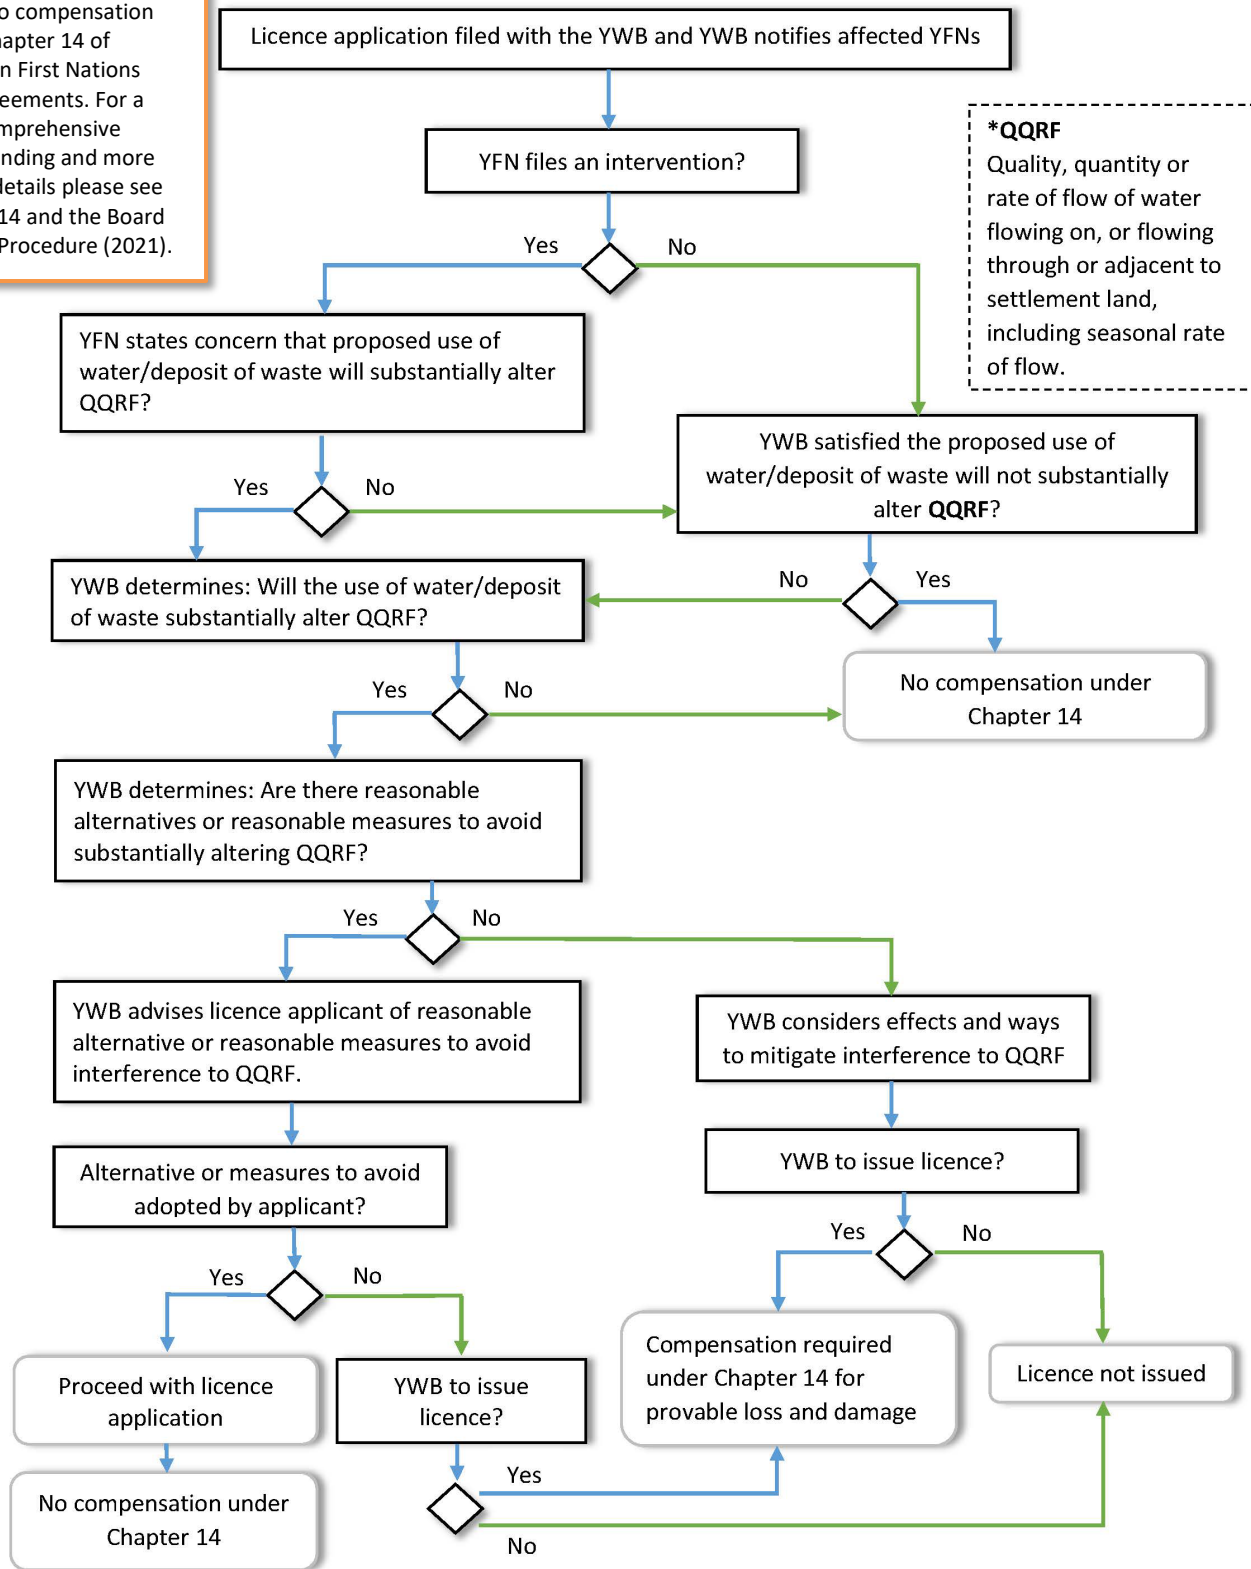 o compensation
hapter 14 of
n First Nations
eements. For a
mprehensive
nding and more
details please see
14 and the Board
Procedure (2021).
Licence application filed with the YWB and YWB notifies affected YFNs
*QQRF
Quality, quantity or
rate of flow of water
flowing on, or flowing
through or adjacent to
settlement land,
including seasonal rate
of flow.
YFN files an intervention?
Yes
No
YFN states concern that proposed use of
water/deposit of waste will substantially alter
QQRF?
YWB satisfied the proposed use of
water/deposit of waste will not substantially
alter QQRF?
Yes
No
No
Yes
YWB determines: Will the use of water/deposit
of waste substantially alter QQRF?
No compensation under
Chapter 14
Yes
No
YWB determines: Are there reasonable
alternatives or reasonable measures to avoid
substantially altering QQRF?
Yes
No
YWB advises licence applicant of reasonable
alternative or reasonable measures to avoid
interference to QQRF.
YWB considers effects and ways
to mitigate interference to QQRF
Alternative or measures to avoid
adopted by applicant?
YWB to issue licence?
Yes
No
Yes
No
Proceed with licence
application
YWB to issue
licence?
Compensation required
under Chapter 14 for
provable loss and damage
Licence not issued
No compensation under
Chapter 14
Yes
No